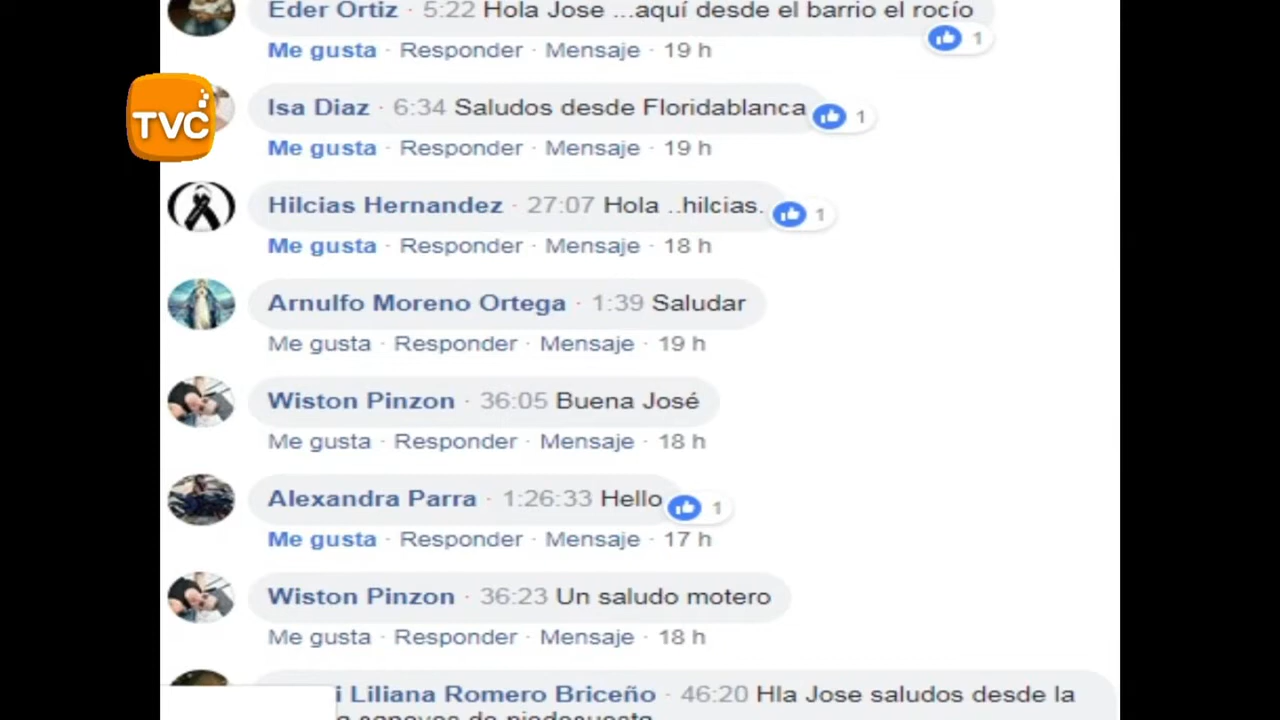 Eder Ortiz · 5:22 Hola Jose ...aquí desde el barrio el rocío
1
Me gusta · Responder · Mensaje · 19 h
TVC
Isa Diaz · 6:34 Saludos desde Floridablanca
1
Me gusta · Responder · Mensaje · 19 h
Hilcias Hernandez · 27:07 Hola ..hilcias.
1
Me gusta · Responder · Mensaje · 18 h
Arnulfo Moreno Ortega · 1:39 Saludar
Me gusta · Responder · Mensaje · 19 h
Wiston Pinzon · 36:05 Buena José
Me gusta · Responder · Mensaje · 18 h
Alexandra Parra · 1:26:33 Hello
1
Me gusta · Responder · Mensaje · 17 h
Wiston Pinzon · 36:23 Un saludo motero
Me gusta · Responder · Mensaje · 18 h
Liliana Romero Briceño · 46:20 Hla Jose saludos desde la
de piedecuesta